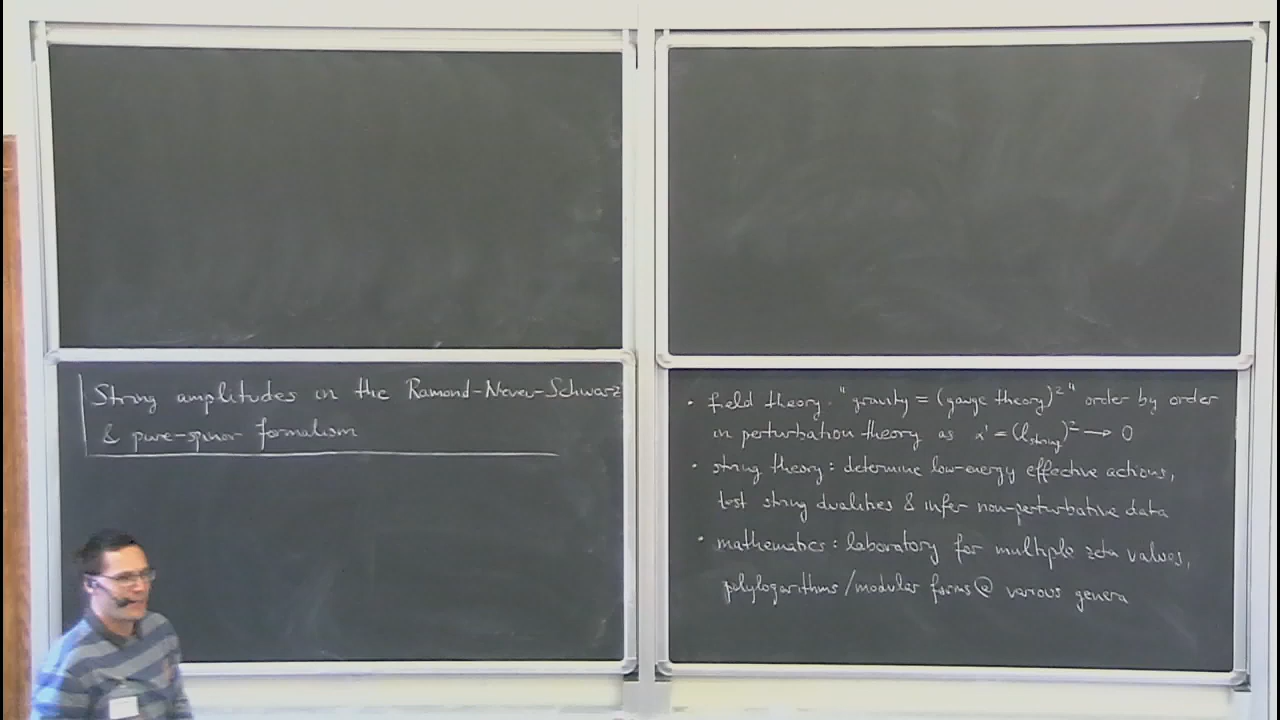 String amplitudes in the Ramond-Neveu-Schwarz
& pure-spinor formalism
• field theory: "gravity = (gauge theory)²" order by order
in perturbation theory as α' = (l_string)² → 0
• string theory: determine low-energy effective actions,
test string dualities & infer non-perturbative data
• mathematics: laboratory for multiple zeta values,
polylogarithms/modular forms @ various genera